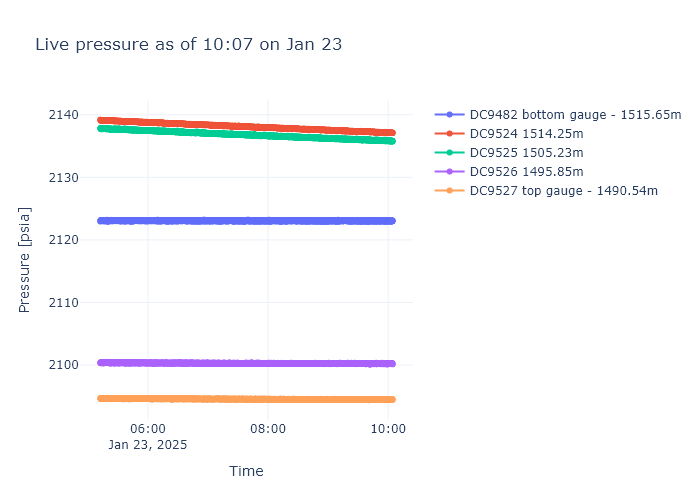 Live pressure as of 10:07 on Jan 23
DC9482 bottom gauge - 1515.65m
DC9524 1514.25m
DC9525 1505.23m
DC9526 1495.85m
DC9527 top gauge - 1490.54m
Pressure [psia]
2140
2130
2120
2110
2100
06:00
08:00
10:00
Jan 23, 2025
Time